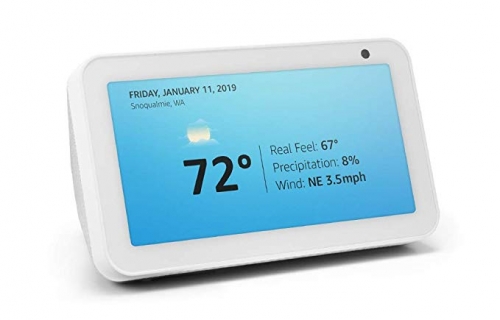 FRIDAY, JANUARY 11, 2019
Snoqualmie, WA
72°
Real Feel: 67°
Precipitation: 8%
Wind: NE 3.5mph